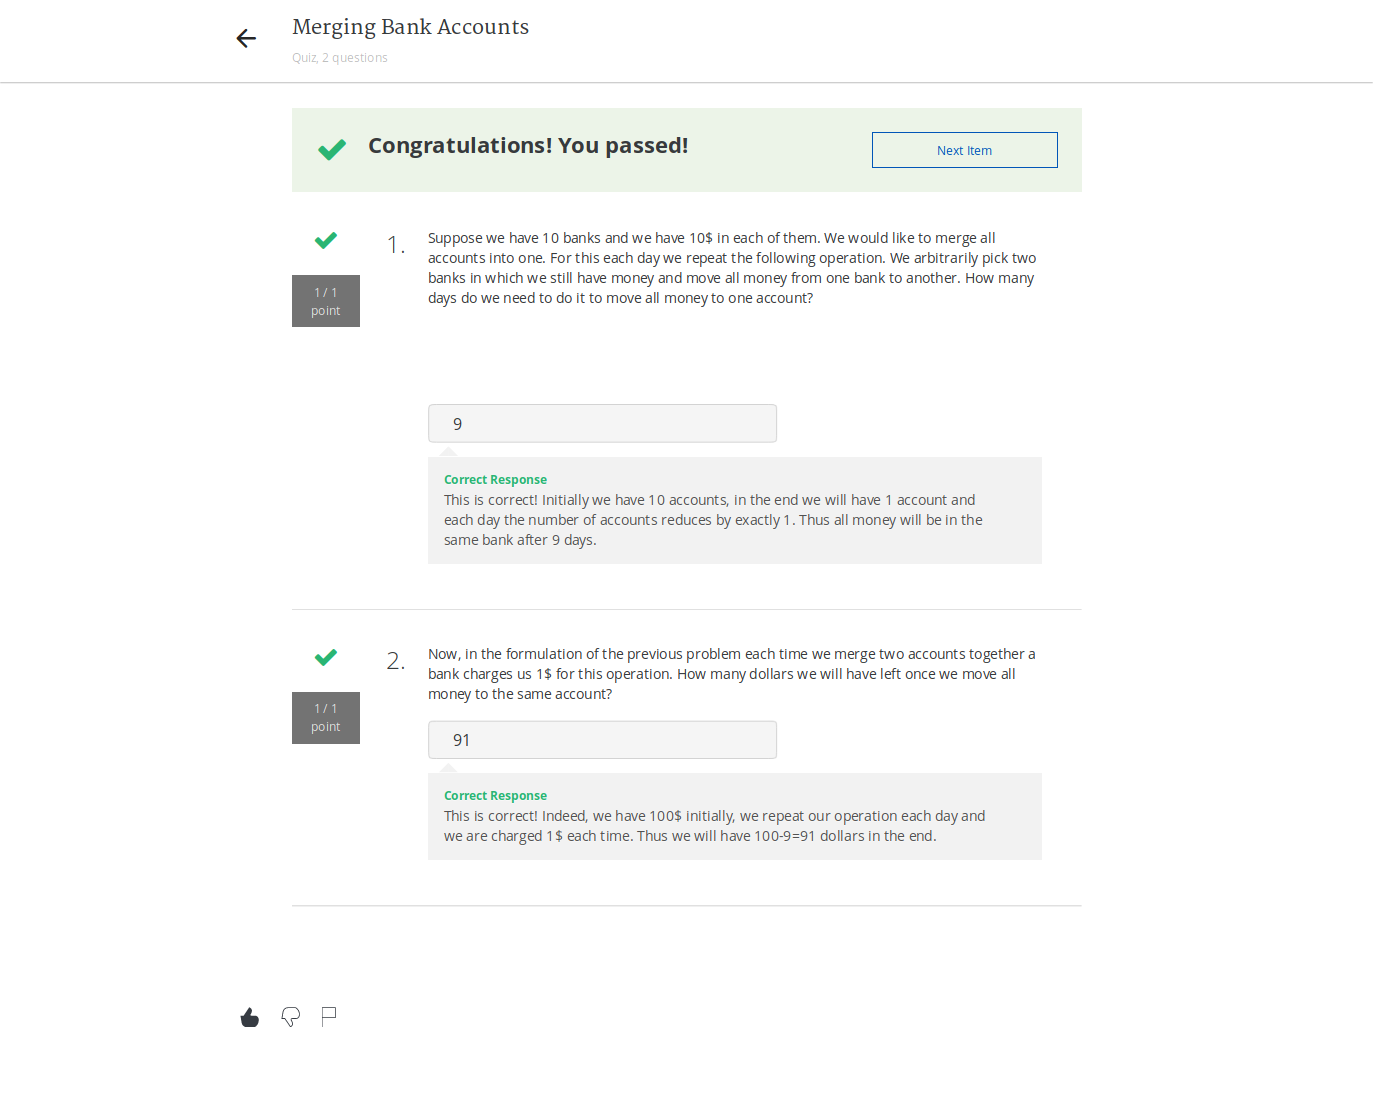 Merging Bank Accounts
Quiz, 2 questions
Congratulations! You passed!
Next Item
1 / 1
point
1.
Suppose we have 10 banks and we have 10$ in each of them. We would like to merge all
accounts into one. For this each day we repeat the following operation. We arbitrarily pick two
banks in which we still have money and move all money from one bank to another. How many
days do we need to do it to move all money to one account?
9
Correct Response
This is correct! Initially we have 10 accounts, in the end we will have 1 account and
each day the number of accounts reduces by exactly 1. Thus all money will be in the
same bank after 9 days.
1 / 1
point
2.
Now, in the formulation of the previous problem each time we merge two accounts together a
bank charges us 1$ for this operation. How many dollars we will have left once we move all
money to the same account?
91
Correct Response
This is correct! Indeed, we have 100$ initially, we repeat our operation each day and
we are charged 1$ each time. Thus we will have 100-9=91 dollars in the end.